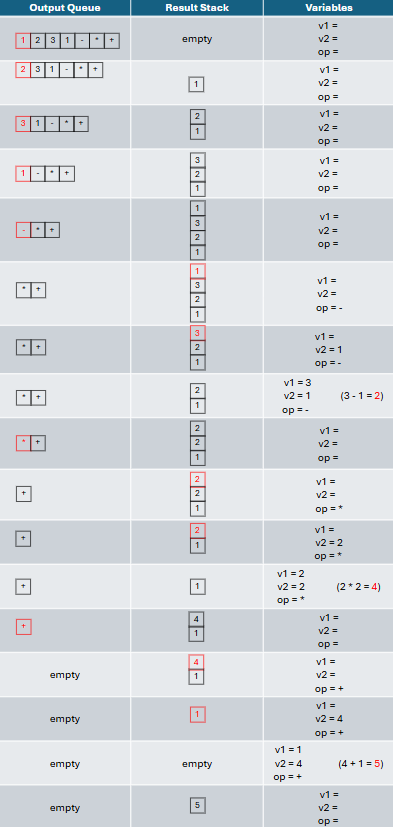 Output Queue Result Stack Variables
1 2 3 1 - * + empty v1 =
v2 =
op =
2 3 1 - * + 1 v1 =
v2 =
op =
3 1 - * + 2 v1 =
1 v2 =
op =
1 - * + 3 v1 =
2 v2 =
1 op =
- * + 1 v1 =
3 v2 =
2 op =
1
* + 1 v1 =
3 v2 =
2 op = -
1
* + 3 v1 =
2 v2 = 1
1 op = -
* + 2 v1 = 3
1 v2 = 1 (3 - 1 = 2)
op = -
* + 2 v1 =
2 v2 =
1 op =
+ 2 v1 =
2 v2 =
1 op = *
+ 2 v1 =
1 v2 = 2
op = *
+ 1 v1 = 2
v2 = 2 (2 * 2 = 4)
op = *
+ 4 v1 =
1 v2 =
op =
empty 4 v1 =
1 v2 =
op = +
empty 1 v1 =
v2 = 4
op = +
empty empty v1 = 1
v2 = 4 (4 + 1 = 5)
op = +
empty 5 v1 =
v2 =
op =